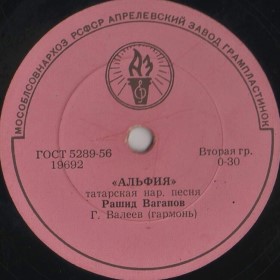 МОСОБЛСОВНАРХОЗ РСФСР АПРЕЛЕВСКИЙ ЗАВОД ГРАМПЛАСТИНОК
ГОСТ 5289-56
19692
Вторая гр.
0-30
«АЛЬФИЯ»
татарская нар. песня
Рашид Вагапов
Г. Валеев (гармонь)